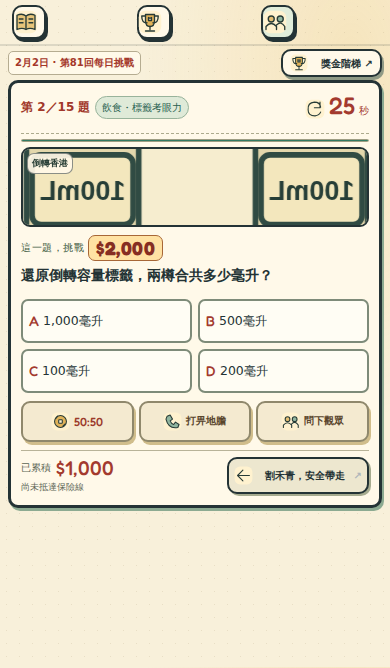 2月2日 · 第81回每日挑戰
獎金階梯 ↗
第 2／15 題
飲食 · 標籤考眼力
25 秒
倒轉香港
100mL
100mL
這一題，挑戰 $2,000
還原倒轉容量標籤，兩樽合共多少毫升？
A 1,000毫升
B 500毫升
C 100毫升
D 200毫升
50:50
打畀地膽
問下觀眾
已累積 $1,000
尚未抵達保險線
割禾青，安全帶走 ↗